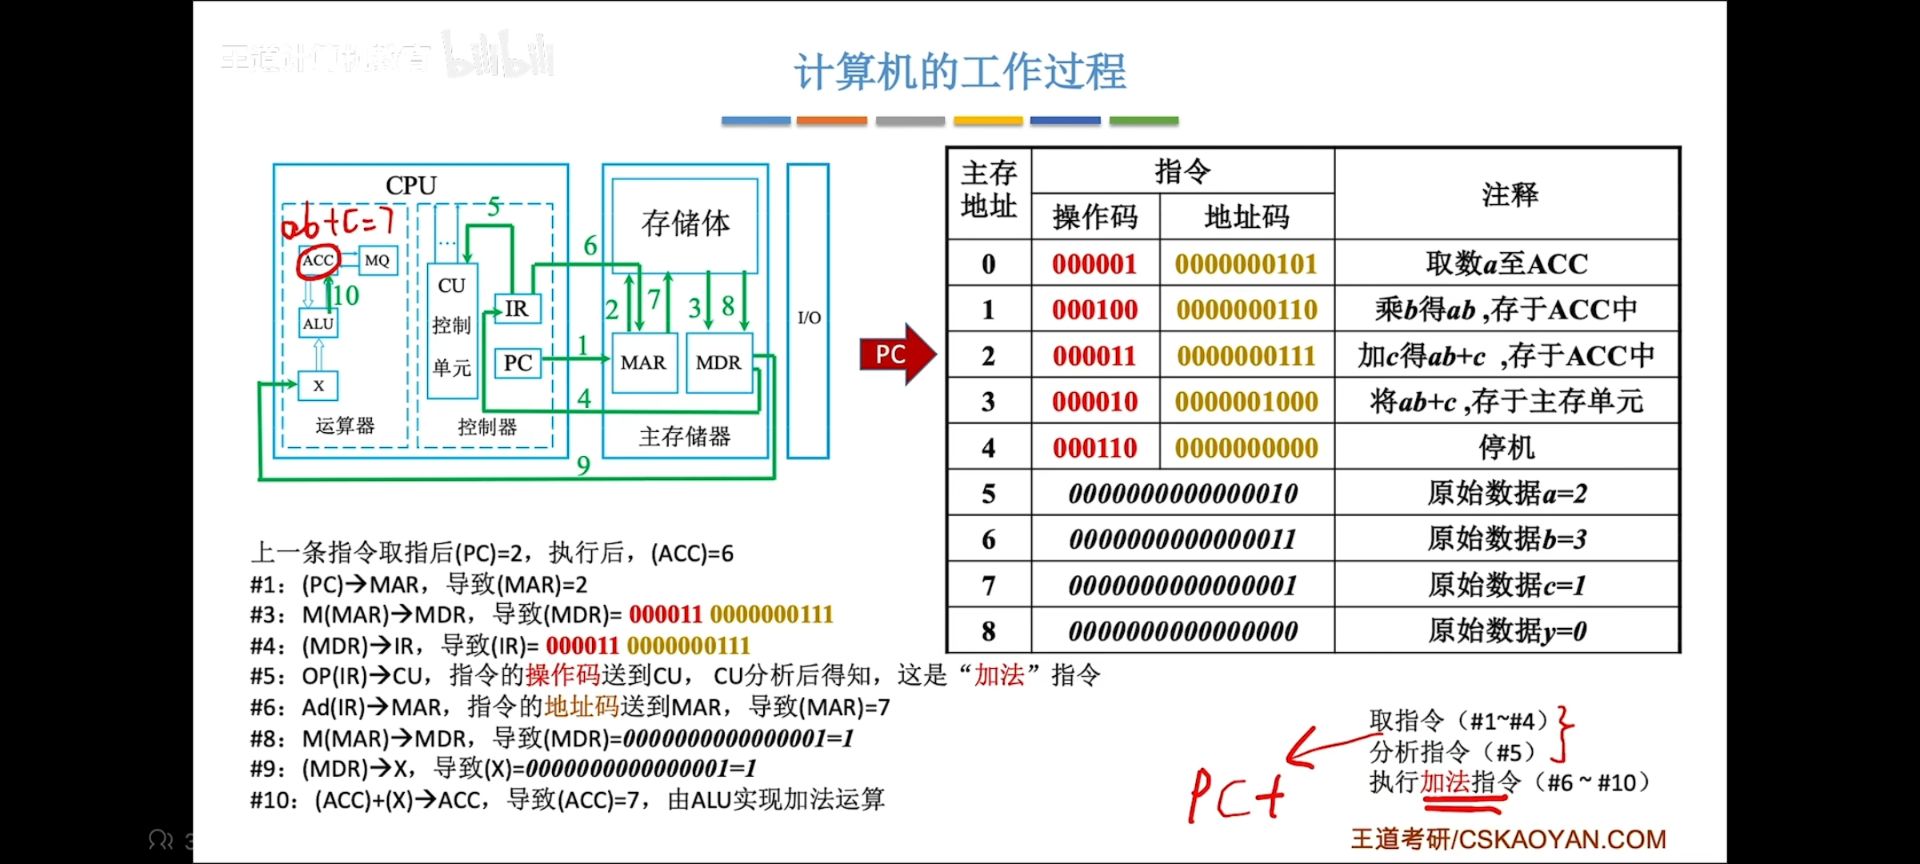 王道计算机教育 bilibili
计算机的工作过程
CPU
ab+c=7
ACC
MQ
10
ALU
X
运算器
5
...
CU
控制
单元
IR
PC
控制器
6
1
4
9
存储体
2
7
3
8
MAR
MDR
主存储器
I/O
PC
主存地址 指令 注释
操作码 地址码
0 000001 0000000101 取数a至ACC
1 000100 0000000110 乘b得ab ,存于ACC中
2 000011 0000000111 加c得ab+c ,存于ACC中
3 000010 0000001000 将ab+c ,存于主存单元
4 000110 0000000000 停机
5 0000000000000010 原始数据a=2
6 0000000000000011 原始数据b=3
7 0000000000000001 原始数据c=1
8 0000000000000000 原始数据y=0
上一条指令取指后(PC)=2，执行后，(ACC)=6
#1：(PC)→MAR，导致(MAR)=2
#3：M(MAR)→MDR，导致(MDR)= 000011 0000000111
#4：(MDR)→IR，导致(IR)= 000011 0000000111
#5：OP(IR)→CU，指令的操作码送到CU， CU分析后得知，这是“加法”指令
#6：Ad(IR)→MAR，指令的地址码送到MAR，导致(MAR)=7
#8：M(MAR)→MDR，导致(MDR)=0000000000000001=1
#9：(MDR)→X，导致(X)=0000000000000001=1
#10：(ACC)+(X)→ACC，导致(ACC)=7，由ALU实现加法运算
取指令（#1~#4）
分析指令（#5）
执行加法指令（#6 ~ #10）
PC+
王道考研/CSKAOYAN.COM